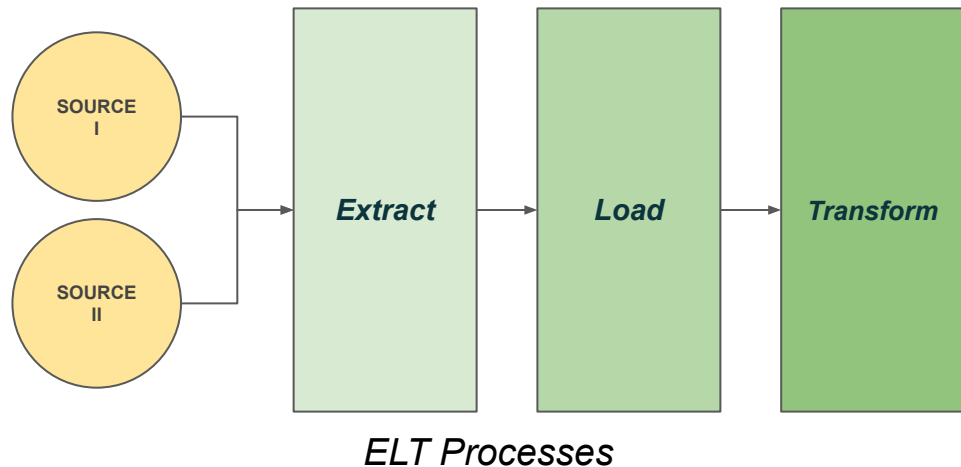 SOURCE
I
SOURCE
II
Extract
Load
Transform
ELT Processes